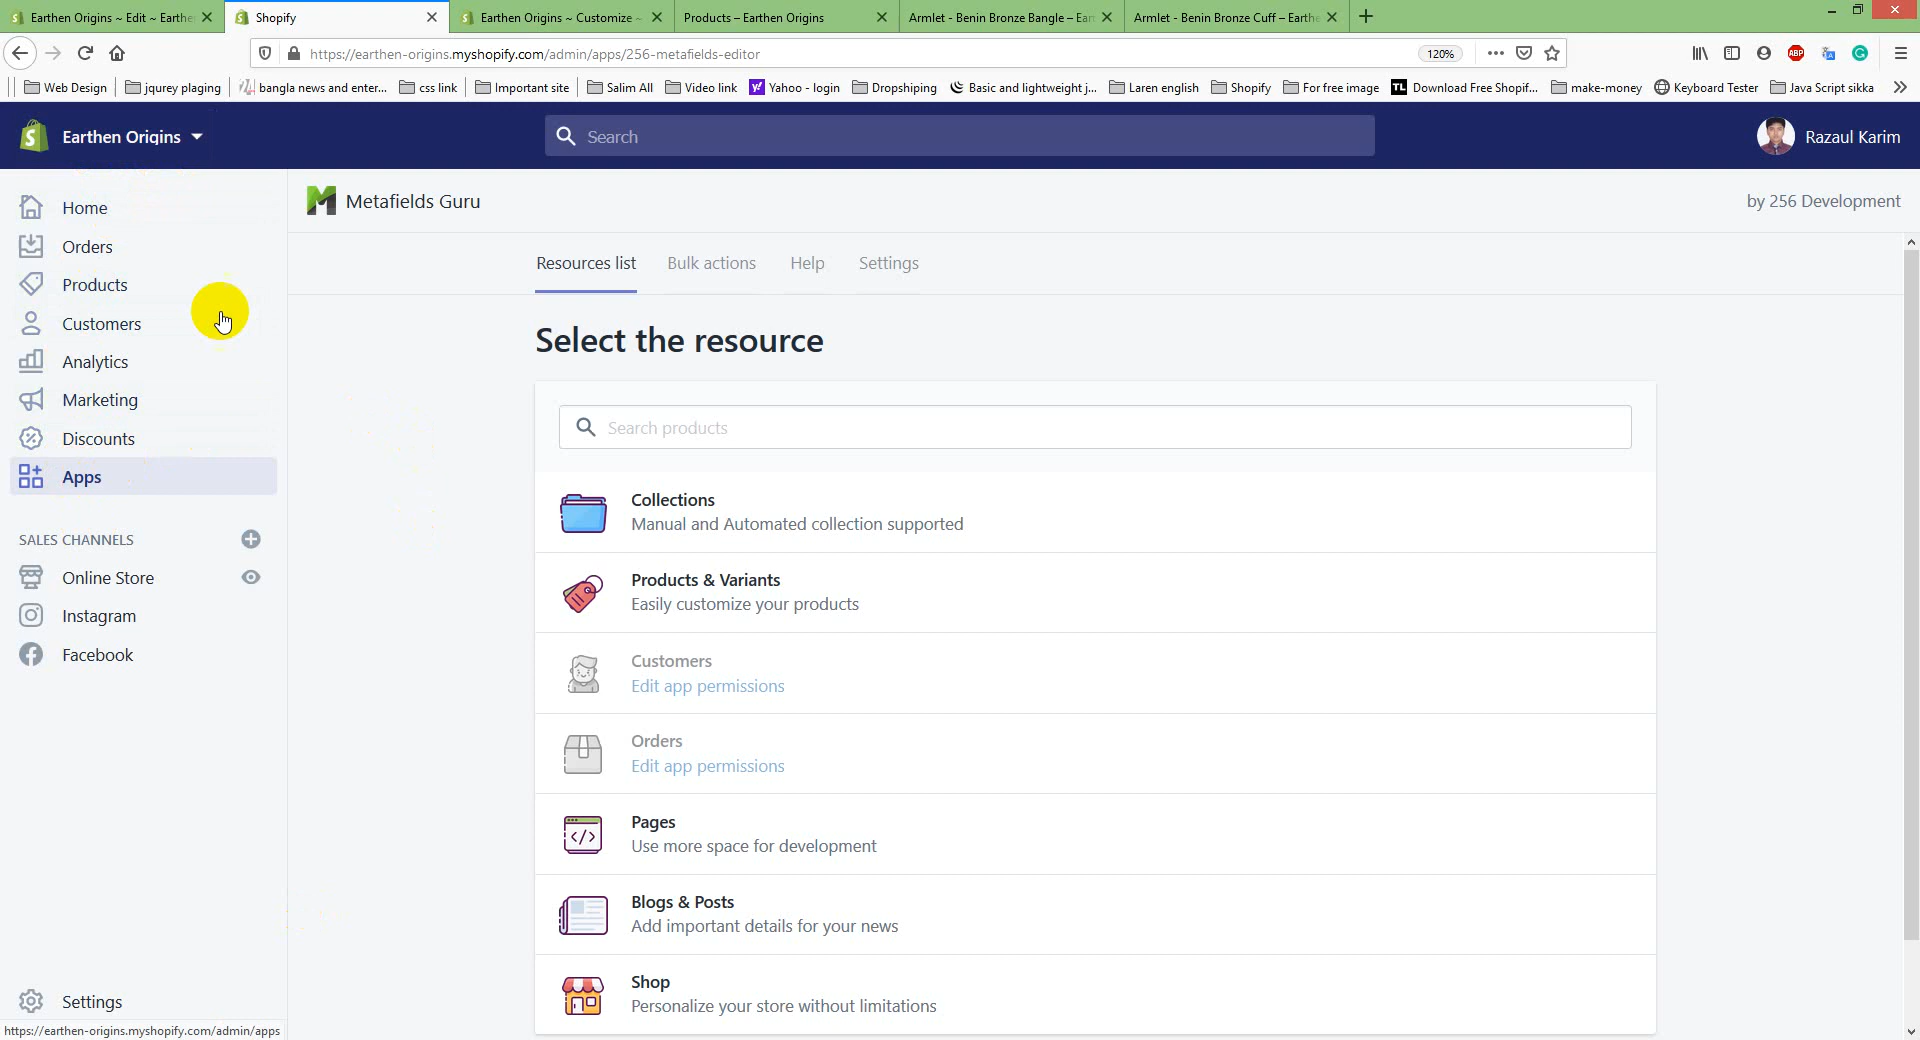 Earthen Origins ~ Edit ~ Earthe
Shopify
Earthen Origins ~ Customize ~
Products – Earthen Origins
Armlet - Benin Bronze Bangle – Ear
Armlet - Benin Bronze Cuff – Earthe
https://earthen-origins.myshopify.com/admin/apps/256-metafields-editor
120%
ABP
Web Design
jqurey plaging
bangla news and enter...
css link
Important site
Salim All
Video link
Yahoo - login
Dropshiping
Basic and lightweight j...
Laren english
Shopify
For free image
TL
Download Free Shopif...
make-money
Keyboard Tester
Java Script sikka
Earthen Origins
Search
Razaul Karim
Home
Orders
Products
Customers
Analytics
Marketing
Discounts
Apps
SALES CHANNELS
Online Store
Instagram
Facebook
Settings
https://earthen-origins.myshopify.com/admin/apps
Metafields Guru
by 256 Development
Resources list
Bulk actions
Help
Settings
Select the resource
Search products
Collections
Manual and Automated collection supported
Products & Variants
Easily customize your products
Customers
Edit app permissions
Orders
Edit app permissions
Pages
Use more space for development
Blogs & Posts
Add important details for your news
Shop
Personalize your store without limitations